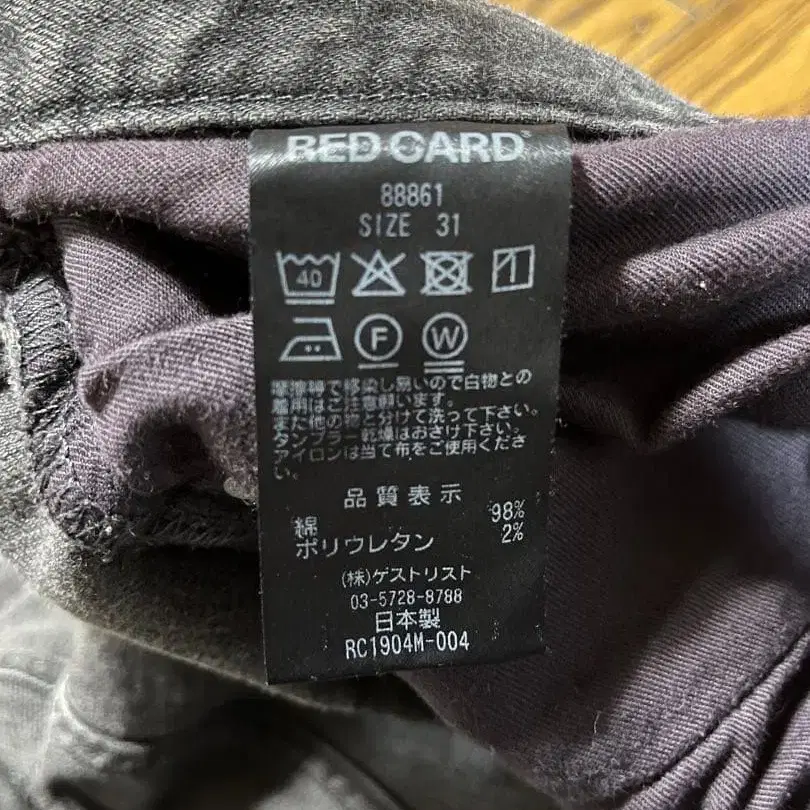 RED CARD
88861
SIZE 31
40
F W
摩擦等で移染し易いので白物との
着用はご注意願います。
また他の物と分けて洗って下さい。
タンブラー乾燥はおさけ下さい。
アイロンは当て布をご使用くださ
い。
品質表示
綿 98%
ポリウレタン 2%
(株)ゲストリスト
03-5728-8788
日本製
RC1904M-004